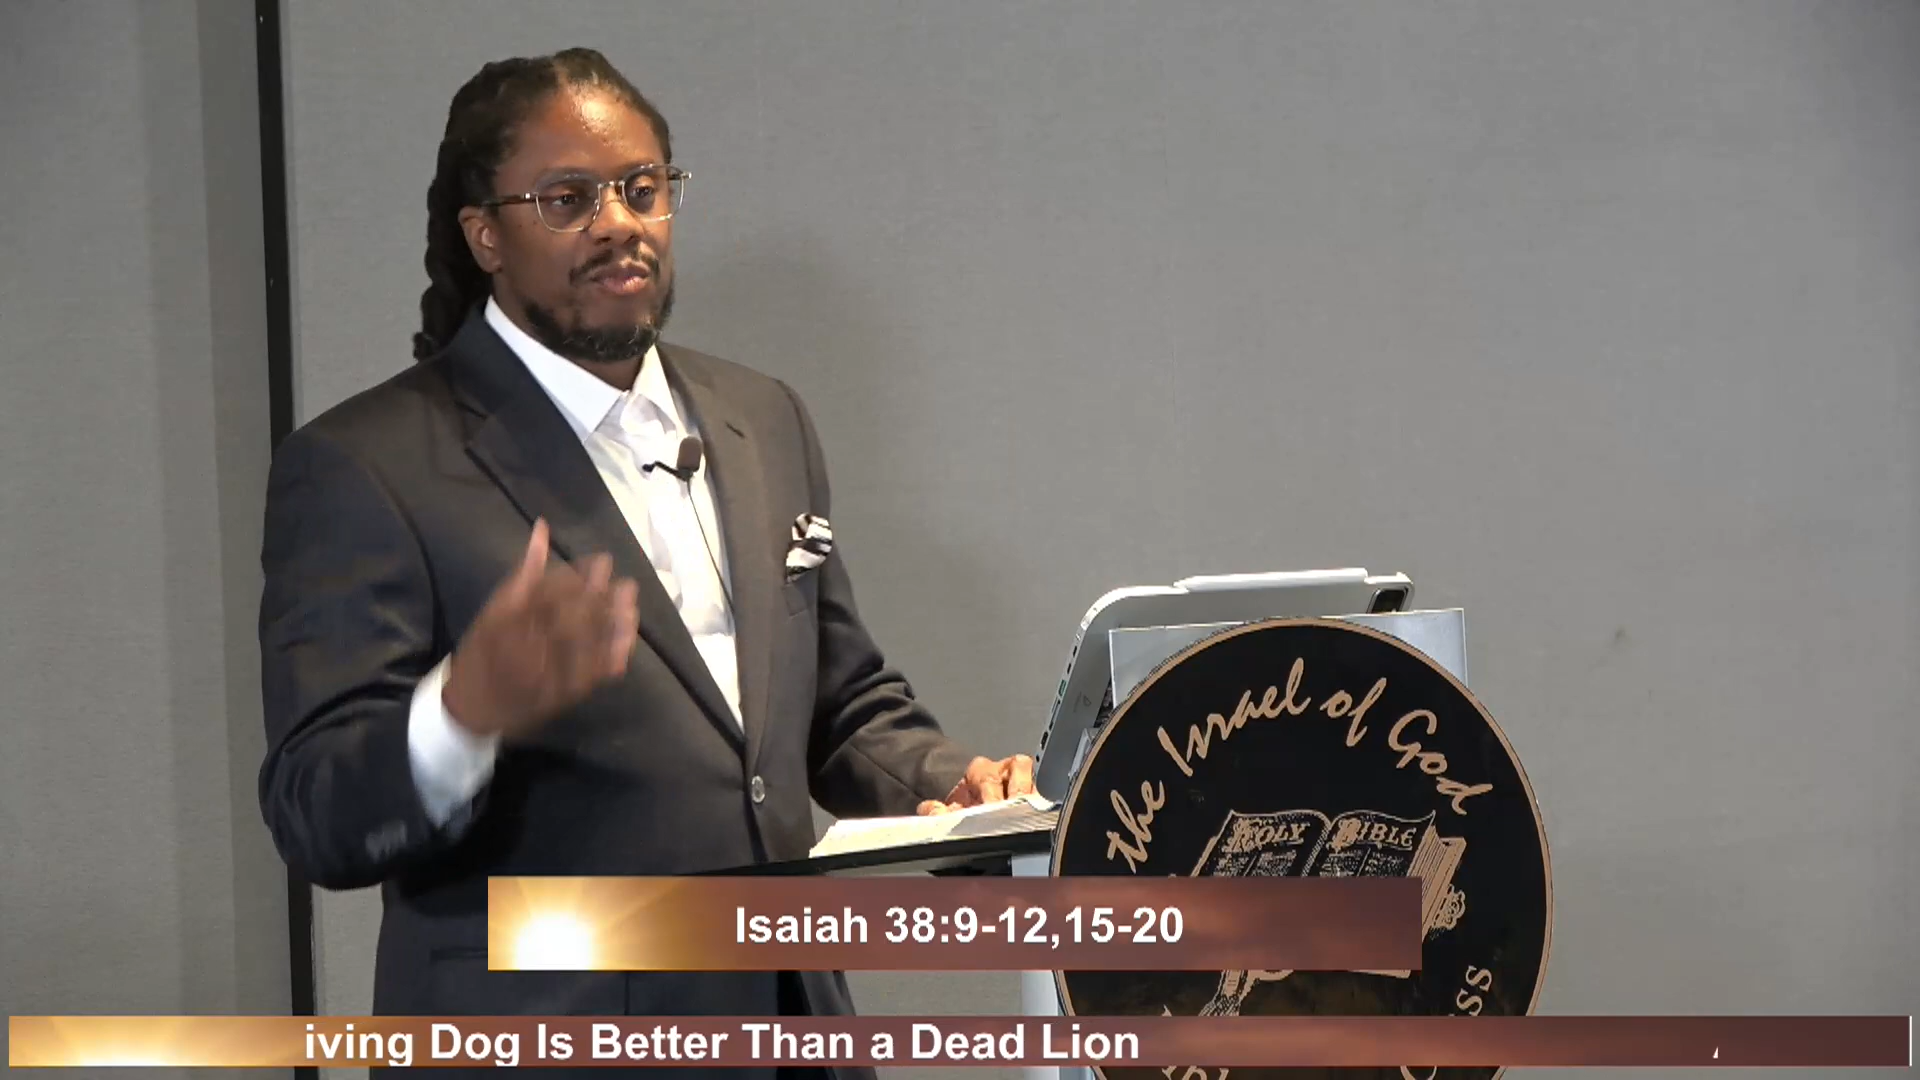 the Israel of God
HOLY BIBLE
Isaiah 38:9-12,15-20
iving Dog Is Better Than a Dead Lion